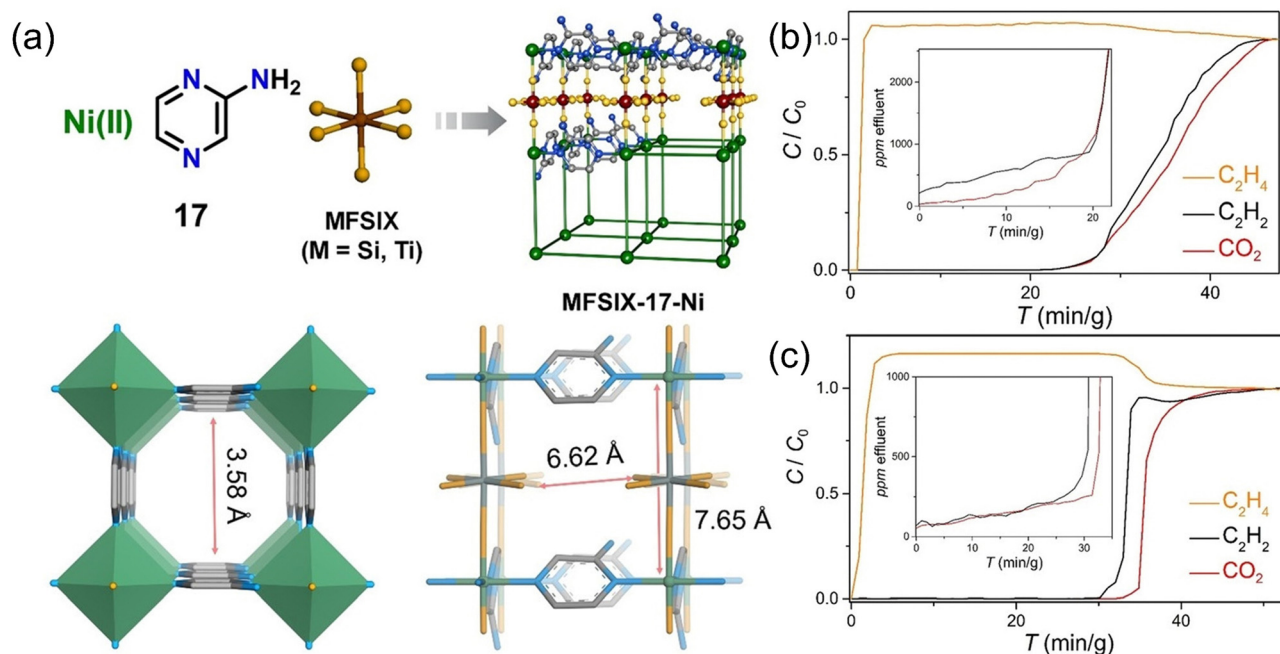 (a)
Ni(II)
N
NH2
N
17
MFSIX
(M = Si, Ti)
MFSIX-17-Ni
3.58 Å
6.62 Å
7.65 Å
(b)
C / C0
1.0
0.5
0.0
ppm effluent
2000
1000
0
0 10 20
T (min/g)
C2H4
C2H2
CO2
0 20 40
T (min/g)
(c)
C / C0
1.0
0.5
0.0
ppm effluent
1000
500
0
0 10 20 30
T (min/g)
C2H4
C2H2
CO2
0 20 40
T (min/g)